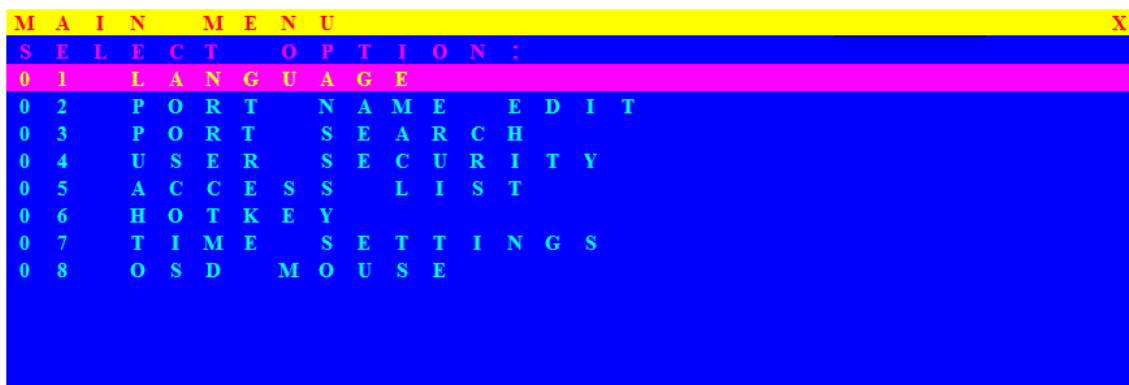 MAIN MENU X
SELECT OPTION:
01 LANGUAGE
02 PORT NAME EDIT
03 PORT SEARCH
04 USER SECURITY
05 ACCESS LIST
06 HOTKEY
07 TIME SETTINGS
08 OSD MOUSE